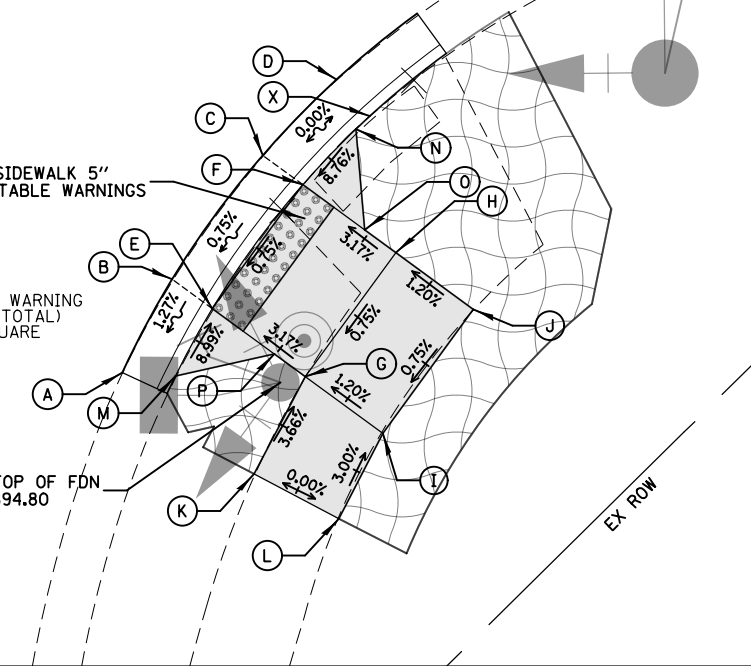 D
X
C
0.00%
N
8.76%
SIDEWALK 5"
TABLE WARNINGS
F
O
H
0.75%
E
0.75%
3.17%
B
1.20%
WARNING
TOTAL)
UARE
1.27%
0.75%
J
8.99%
3.17%
0.75%
G
A
P
1.20%
M
3.66%
3.00%
TOP OF FDN
94.80
0.00%
I
K
EX ROW
L